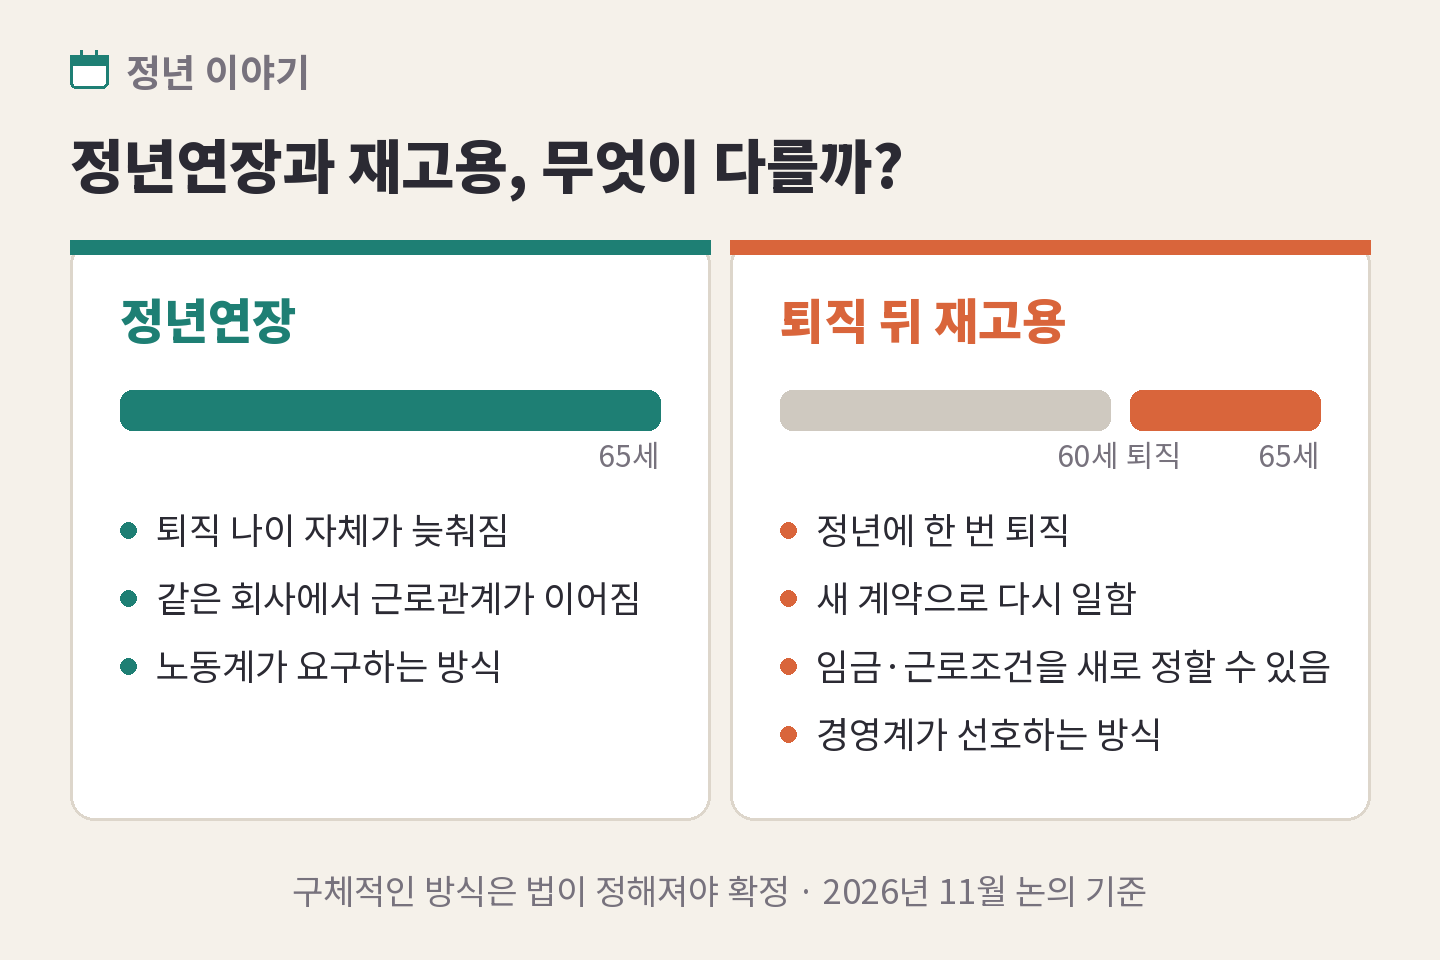 정년 이야기
정년연장과 재고용, 무엇이 다를까?
정년연장
65세
퇴직 나이 자체가 늦춰짐
같은 회사에서 근로관계가 이어짐
노동계가 요구하는 방식
퇴직 뒤 재고용
60세 퇴직
65세
정년에 한 번 퇴직
새 계약으로 다시 일함
임금·근로조건을 새로 정할 수 있음
경영계가 선호하는 방식
구체적인 방식은 법이 정해져야 확정 · 2026년 11월 논의 기준